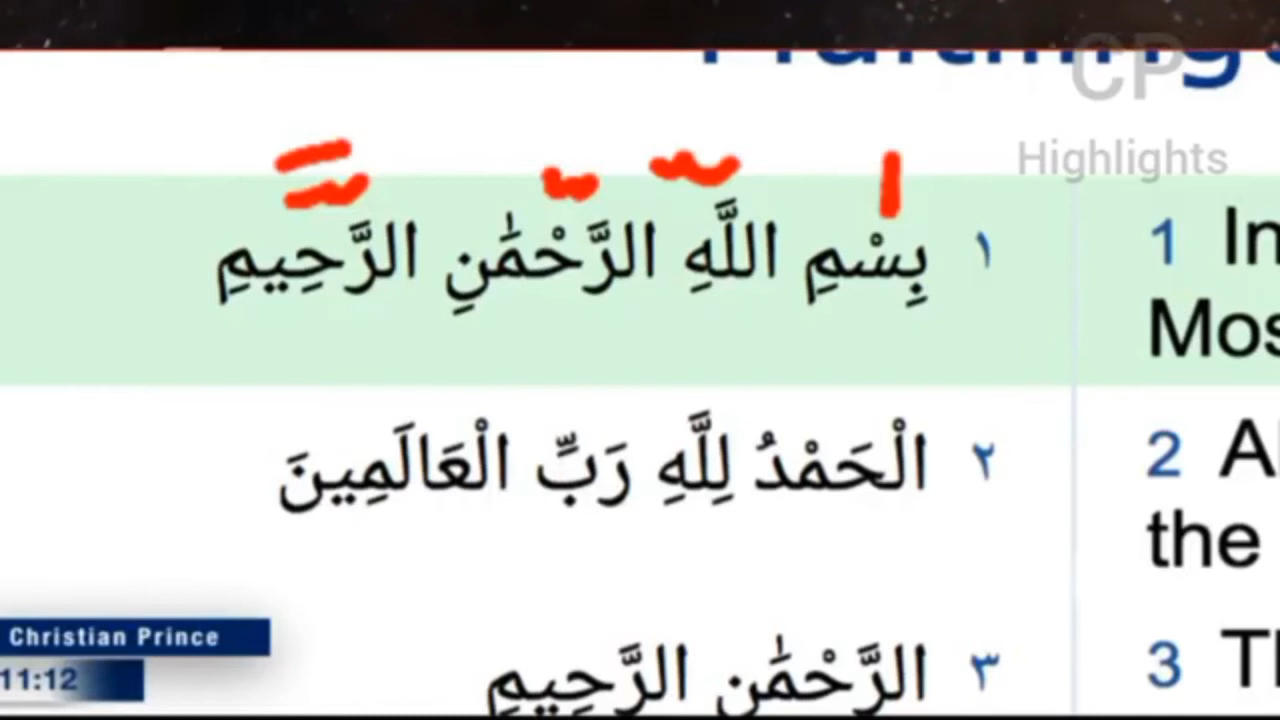 CP
Highlights
١ بِسْمِ اللَّهِ الرَّحْمَٰنِ الرَّحِيمِ
1 In
Mos
٢ الْحَمْدُ لِلَّهِ رَبِّ الْعَالَمِينَ
2 Al
the
٣ الرَّحْمَٰنِ الرَّحِيمِ
3 Th
Christian Prince
11:12